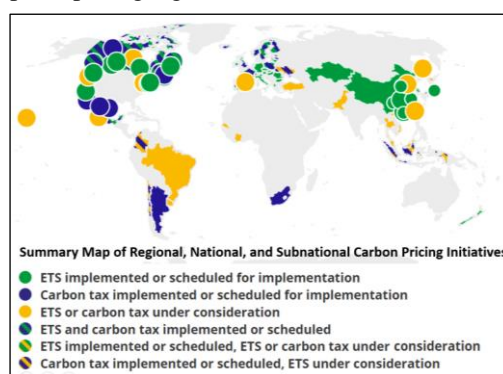 Summary Map of Regional, National, and Subnational Carbon Pricing Initiatives
ETS implemented or scheduled for implementation
Carbon tax implemented or scheduled for implementation
ETS or carbon tax under consideration
ETS and carbon tax implemented or scheduled
ETS implemented or scheduled, ETS or carbon tax under consideration
Carbon tax implemented or scheduled, ETS under consideration